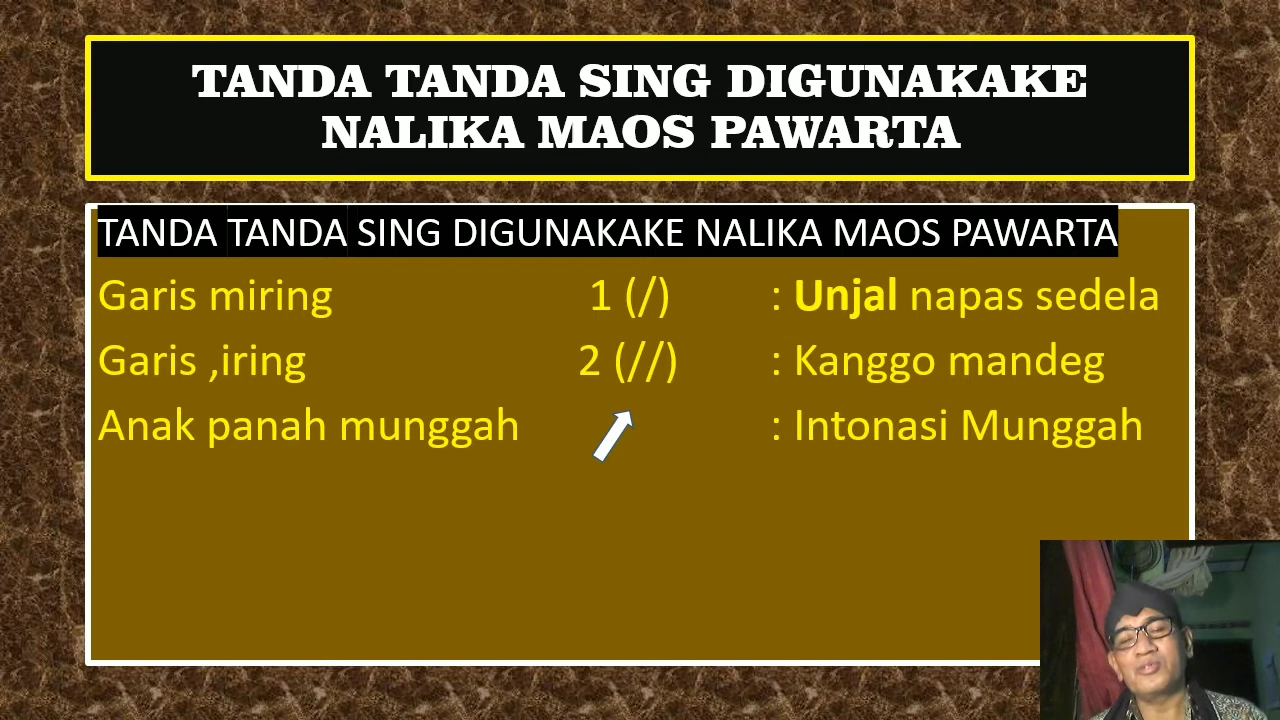 TANDA TANDA SING DIGUNAKAKE
NALIKA MAOS PAWARTA
TANDA TANDA SING DIGUNAKAKE NALIKA MAOS PAWARTA
Garis miring 1 (/) : Unjal napas sedela
Garis ,iring 2 (//) : Kanggo mandeg
Anak panah munggah : Intonasi Munggah